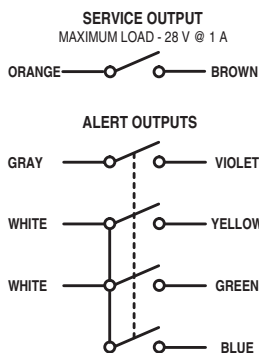 SERVICE OUTPUT
MAXIMUM LOAD - 28 V @ 1 A
ORANGE BROWN
ALERT OUTPUTS
GRAY VIOLET
WHITE YELLOW
WHITE GREEN
BLUE